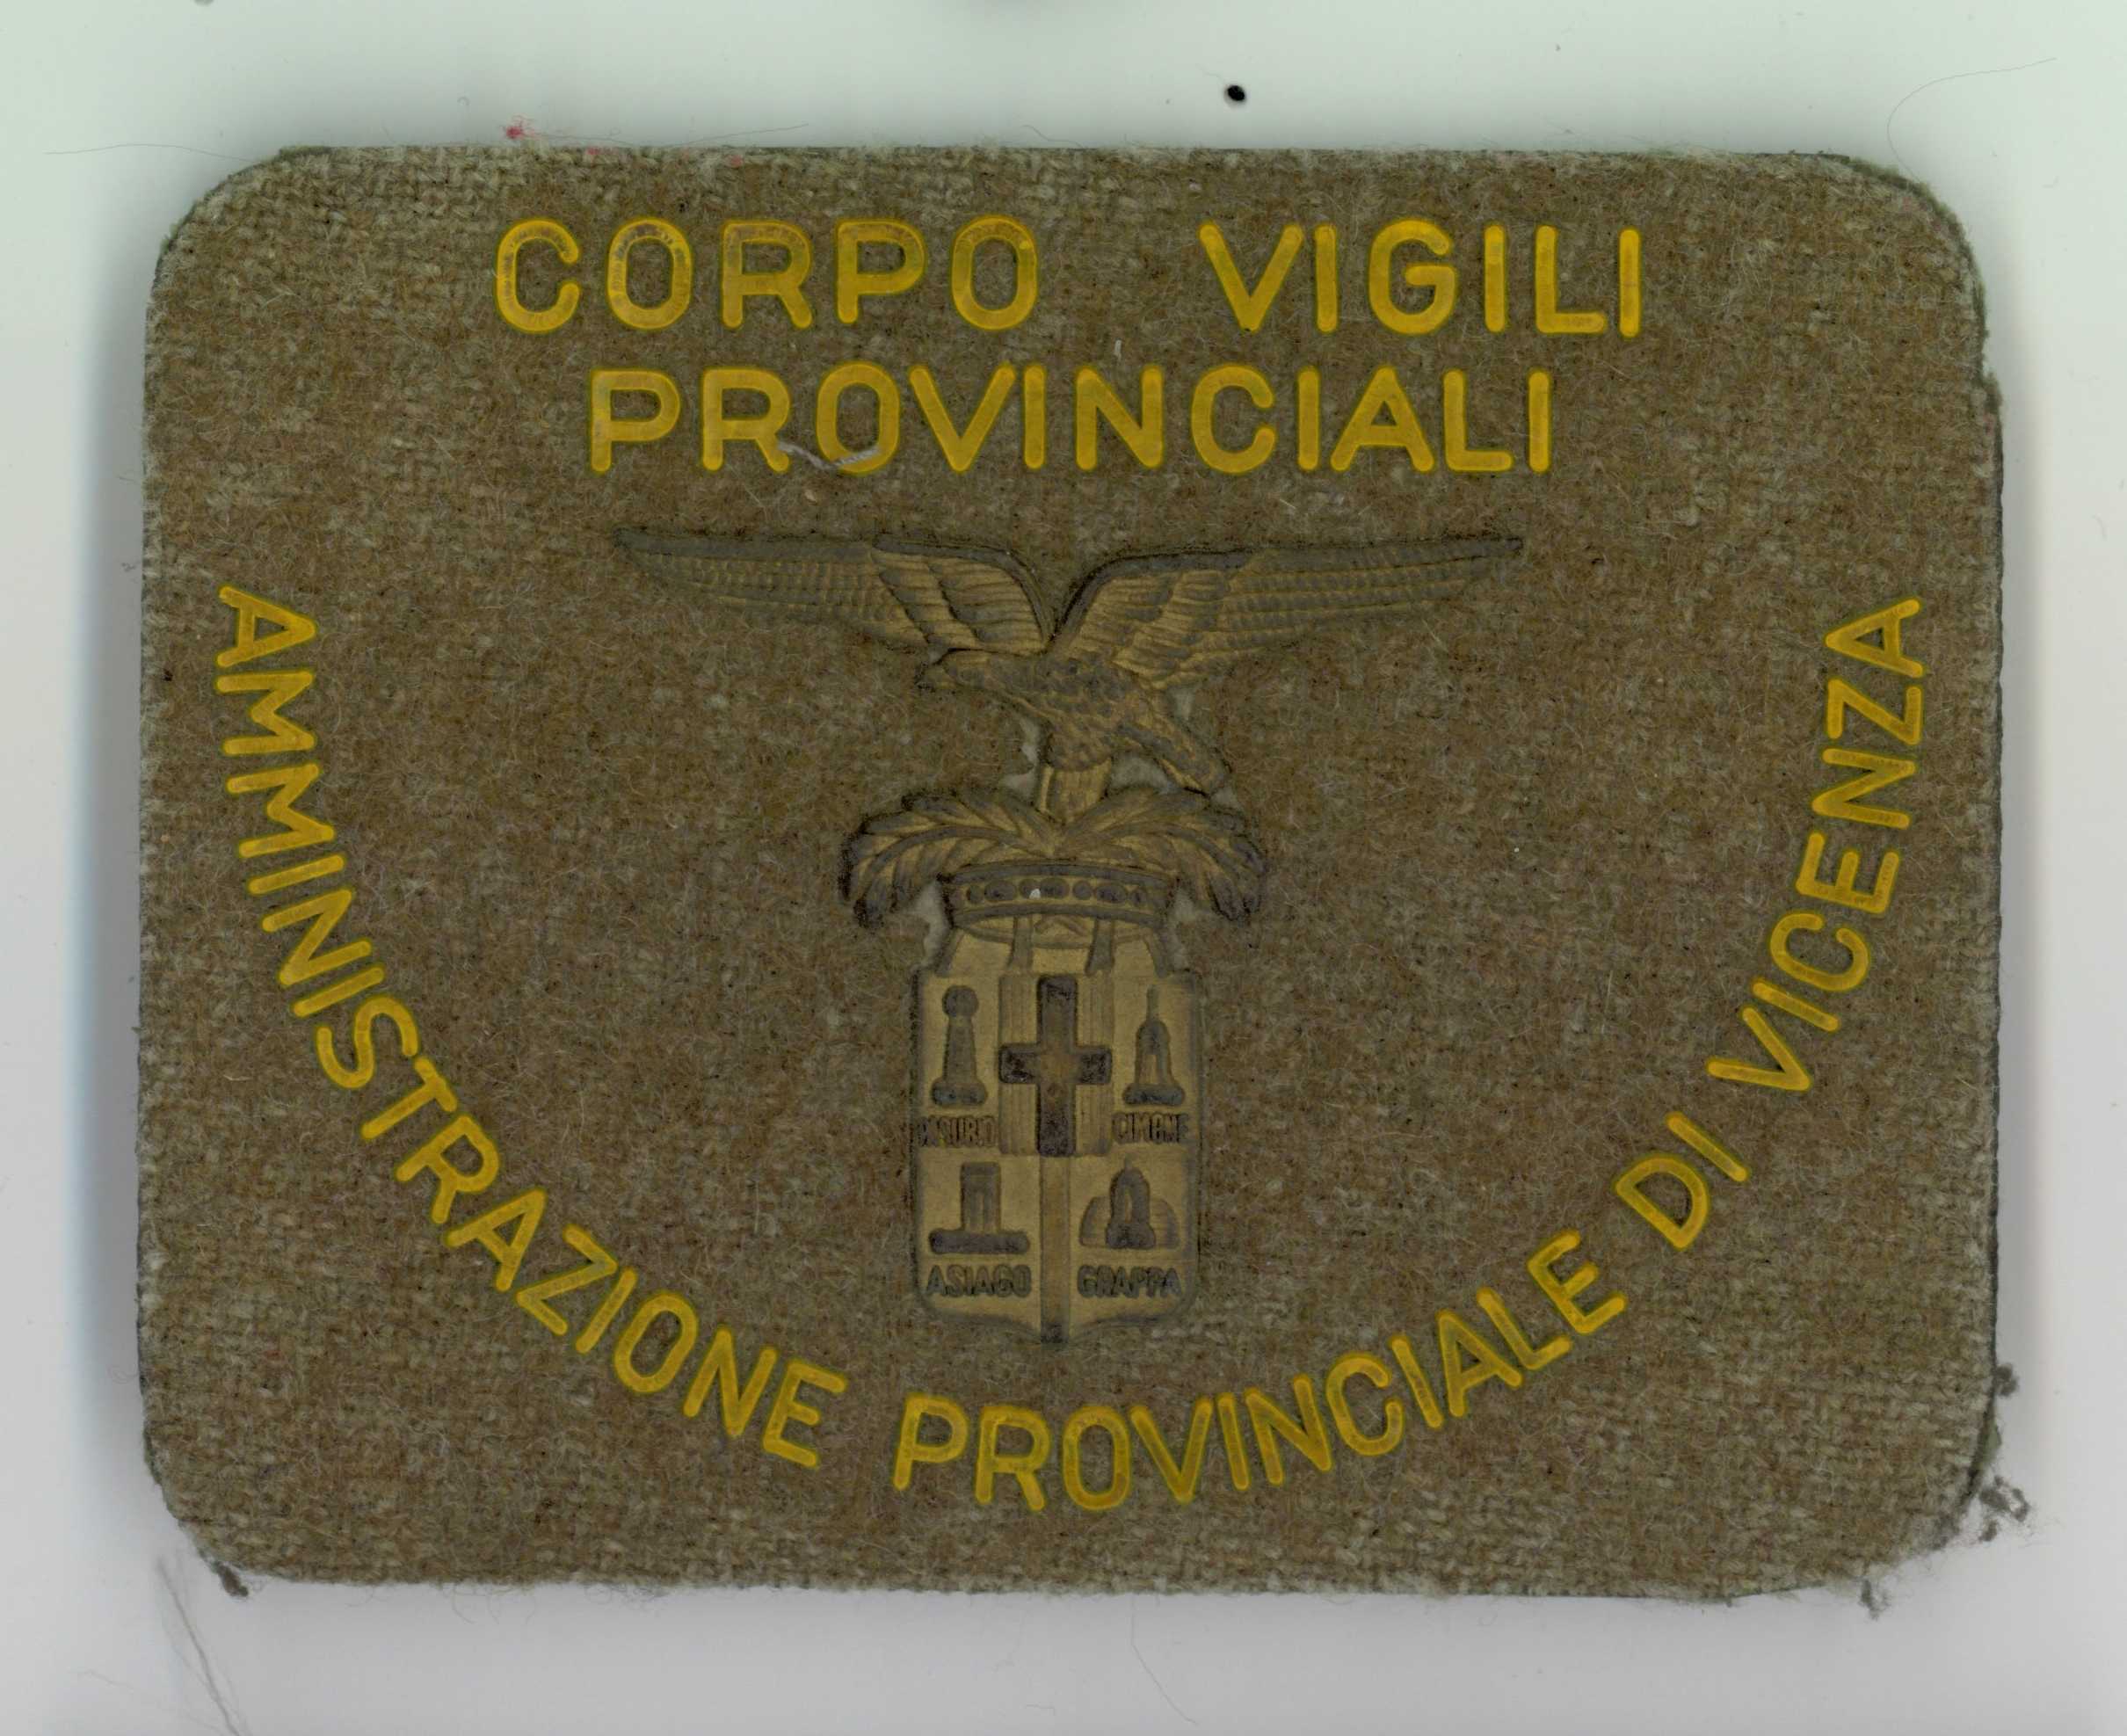 CORPO VIGILI
PROVINCIALI
AMMINISTRAZIONE PROVINCIALE DI VICENZA
PASUBIO
CIMONE
ASIAGO
GRAPPA